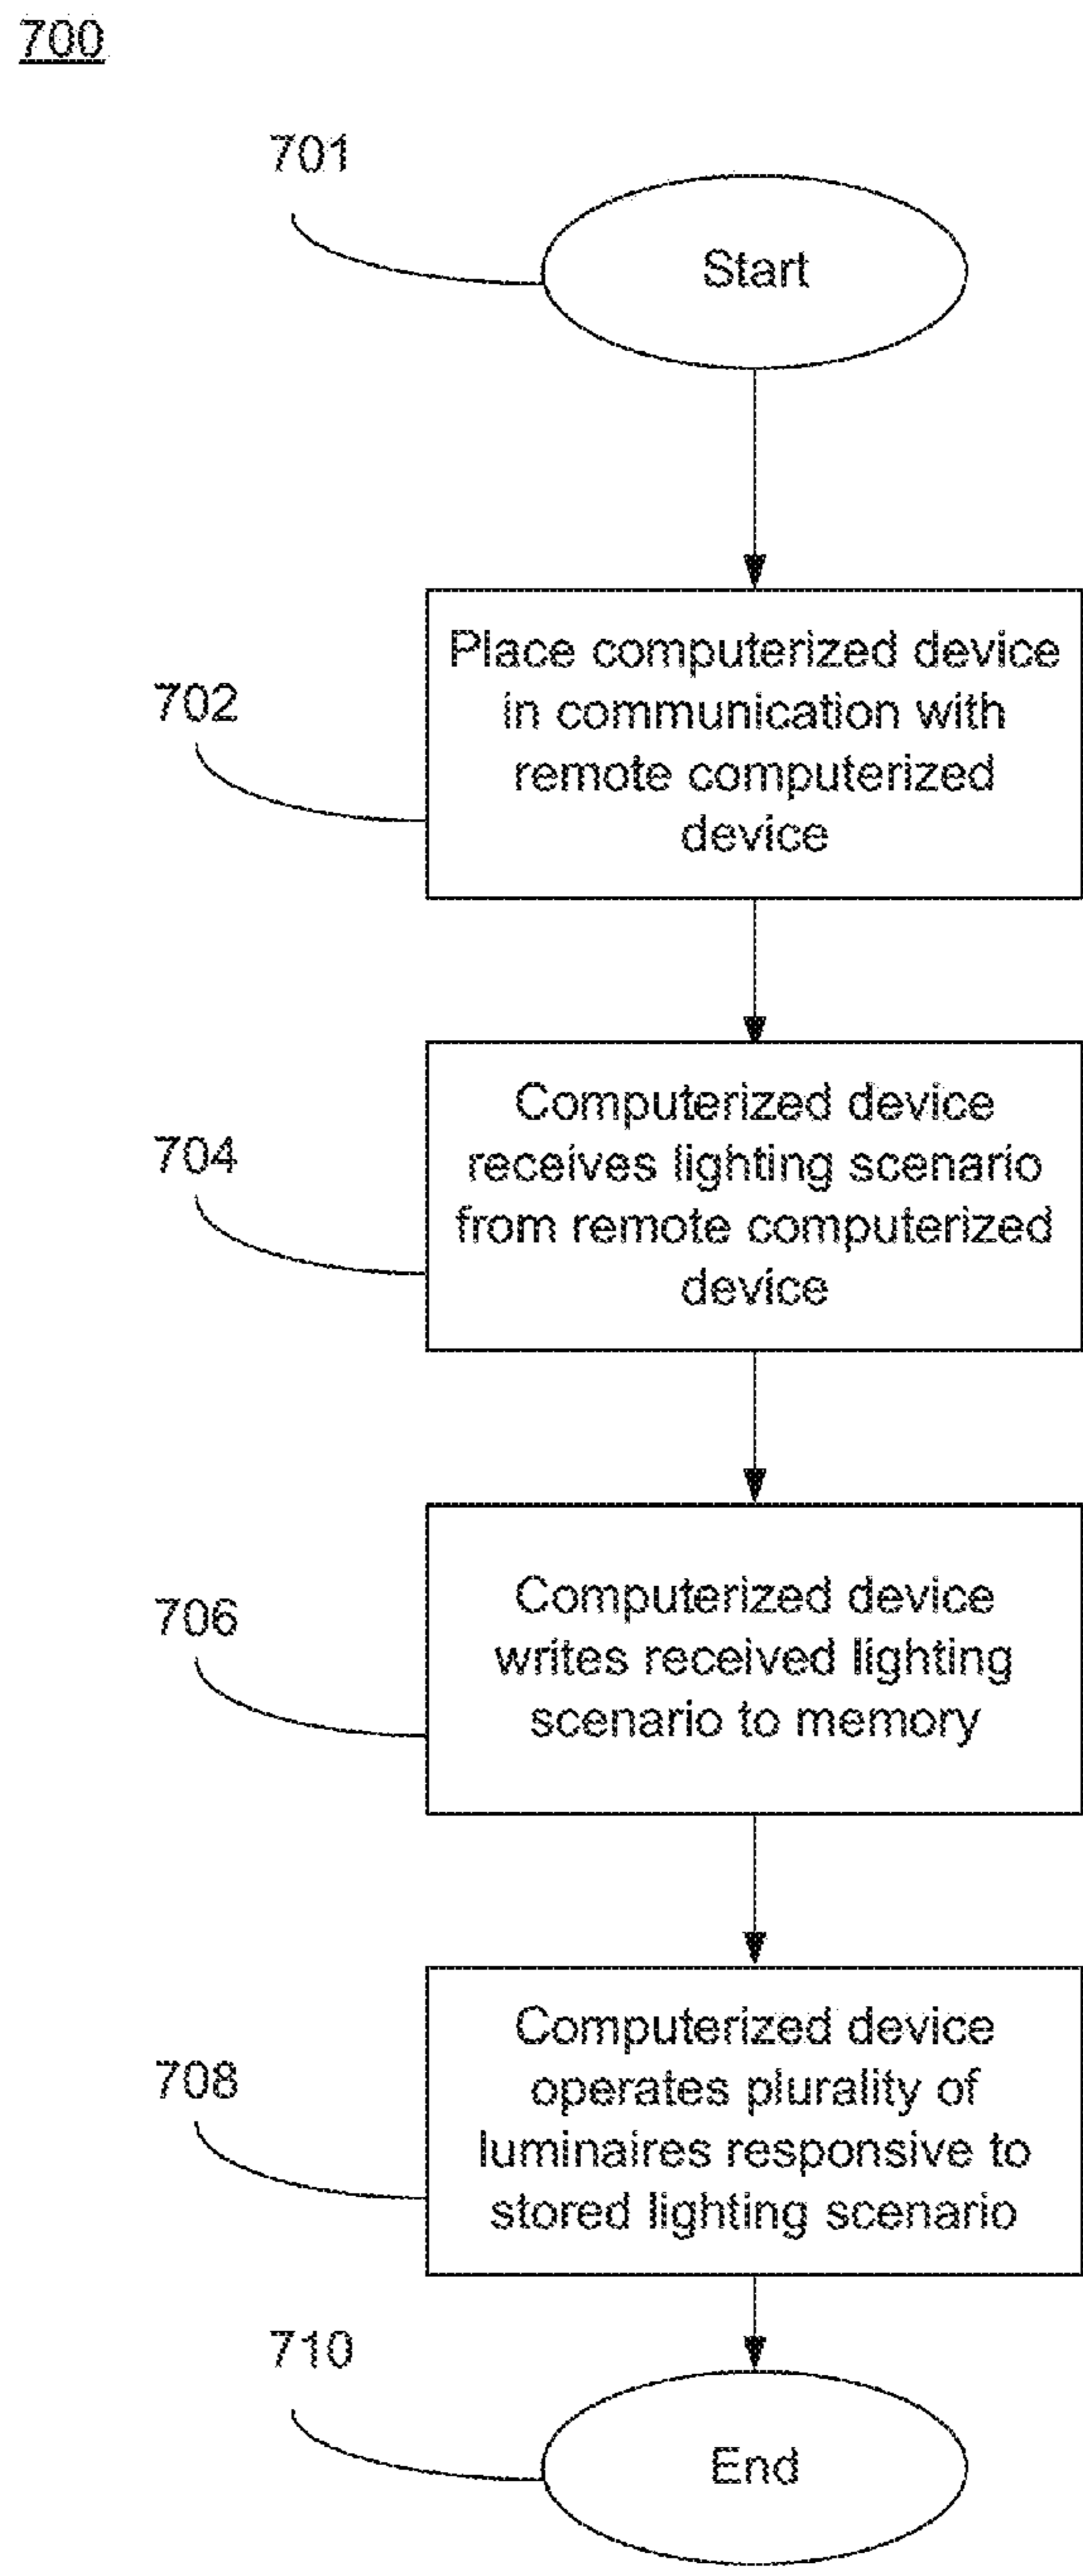 700
701
Start
702
Place computerized device
in communication with
remote computerized
device
704
Computerized device
receives lighting scenario
from remote computerized
device
706
Computerized device
writes received lighting
scenario to memory
708
Computerized device
operates plurality of
luminaires responsive to
stored lighting scenario
710
End